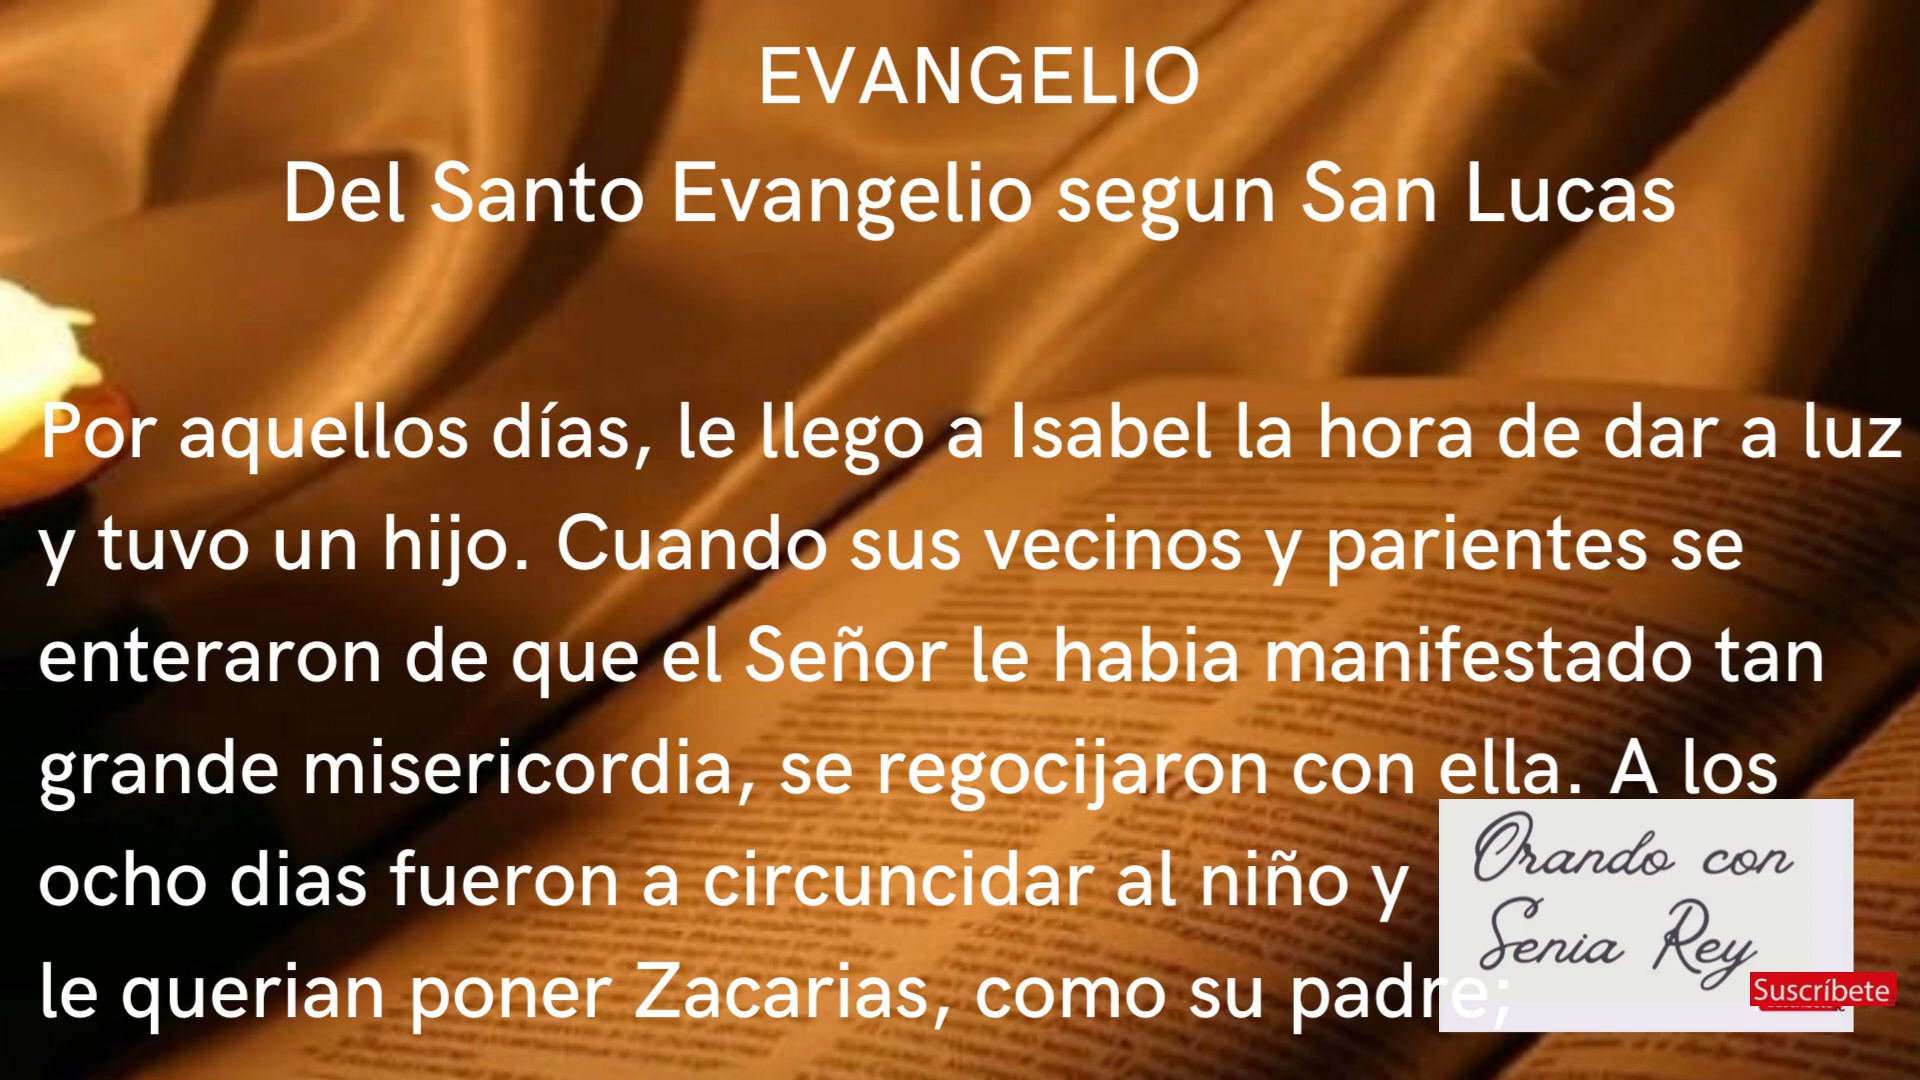 EVANGELIO
Del Santo Evangelio segun San Lucas
Por aquellos días, le llego a Isabel la hora de dar a luz
y tuvo un hijo. Cuando sus vecinos y parientes se
enteraron de que el Señor le habia manifestado tan
grande misericordia, se regocijaron con ella. A los
ocho dias fueron a circuncidar al niño y
le querian poner Zacarias, como su padre;
Orando con
Senia Rey
Suscríbete